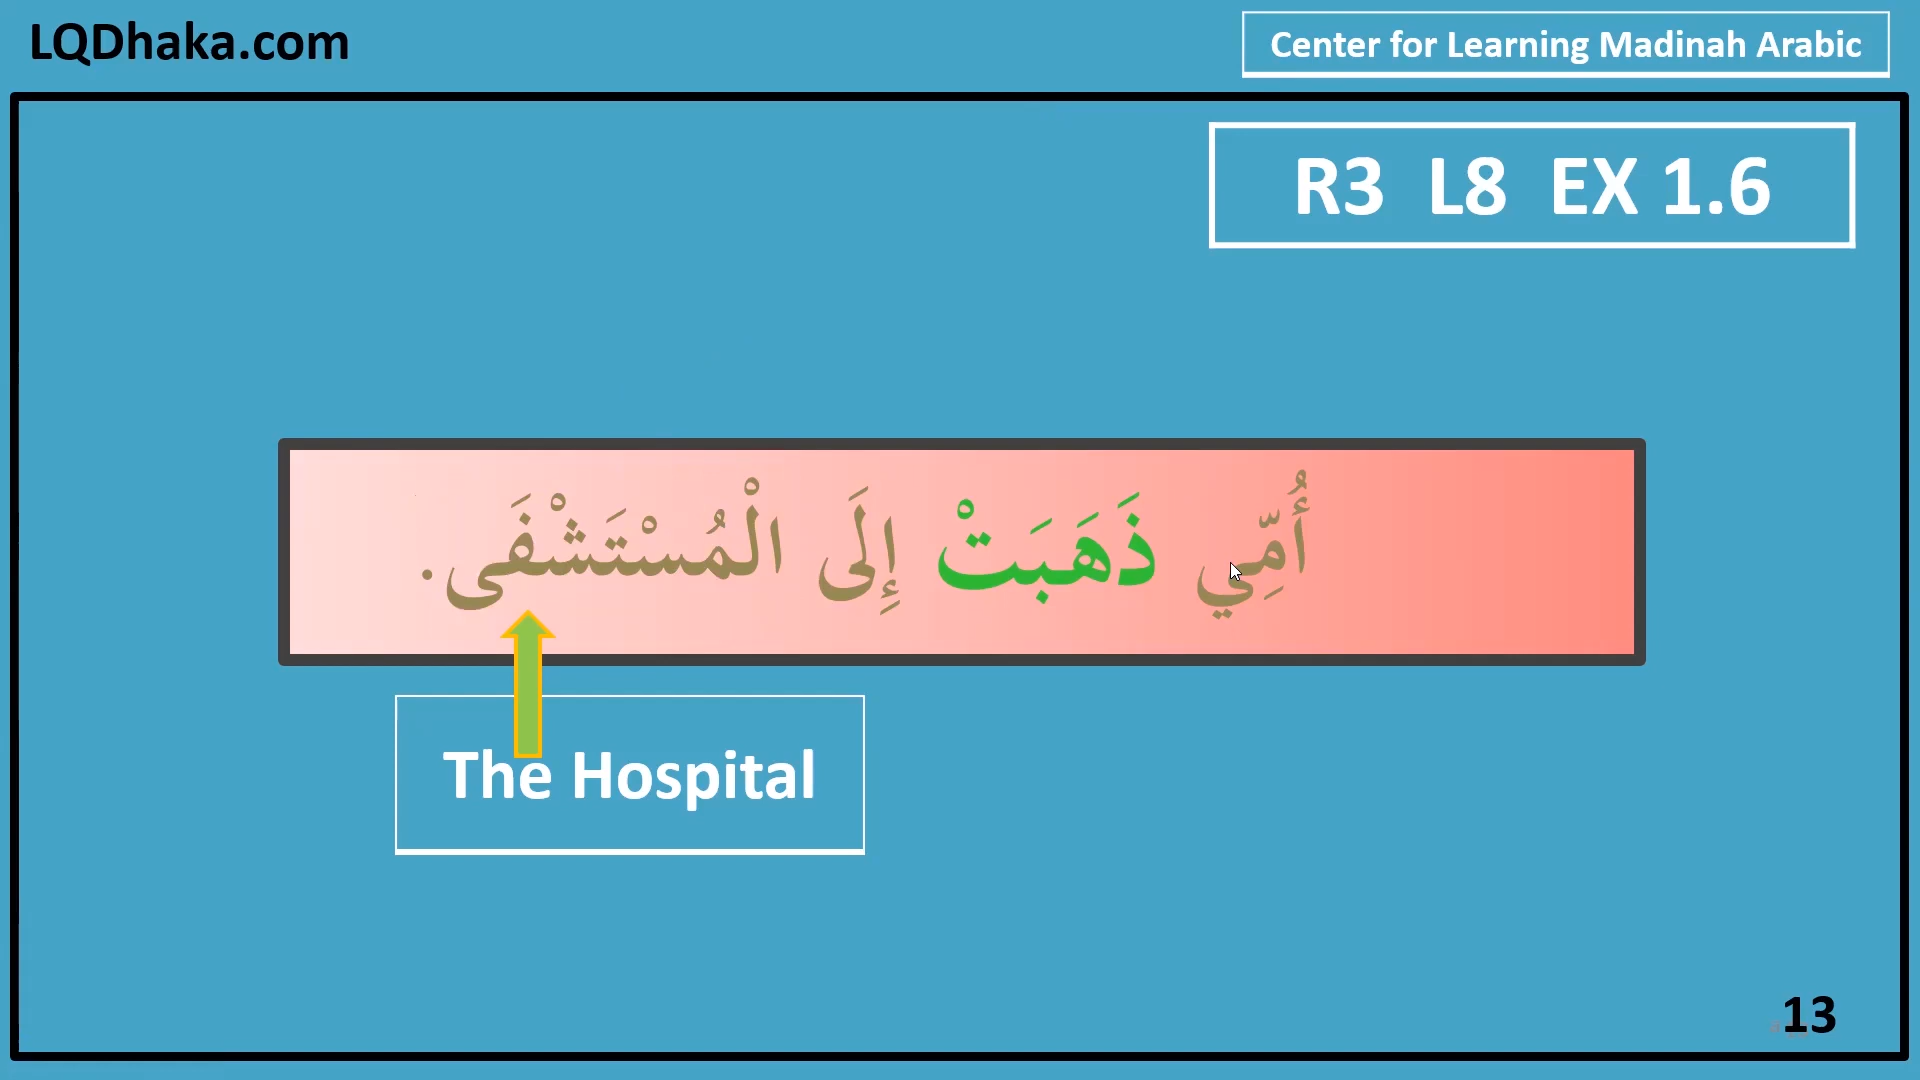 LQDhaka.com
Center for Learning Madinah Arabic
R3 L8 EX 1.6
أُمِّي ذَهَبَتْ إِلَى الْمُسْتَشْفَى.
The Hospital
13